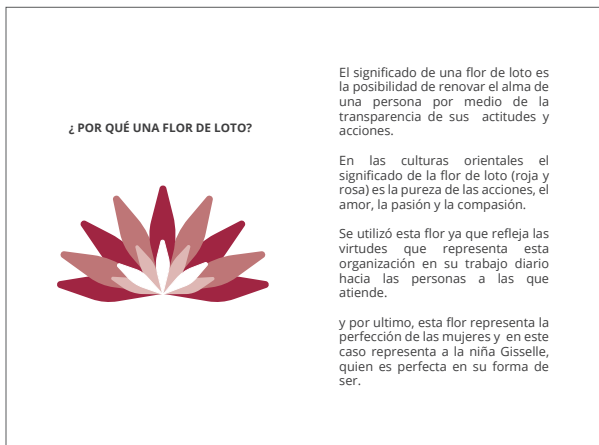 ¿ POR QUÉ UNA FLOR DE LOTO?
El significado de una flor de loto es
la posibilidad de renovar el alma de
una persona por medio de la
transparencia de sus actitudes y
acciones.
En las culturas orientales el
significado de la flor de loto (roja y
rosa) es la pureza de las acciones, el
amor, la pasión y la compasión.
Se utilizó esta flor ya que refleja las
virtudes que representa esta
organización en su trabajo diario
hacia las personas a las que
atiende.
y por ultimo, esta flor representa la
perfección de las mujeres y en este
caso representa a la niña Gisselle,
quien es perfecta en su forma de
ser.